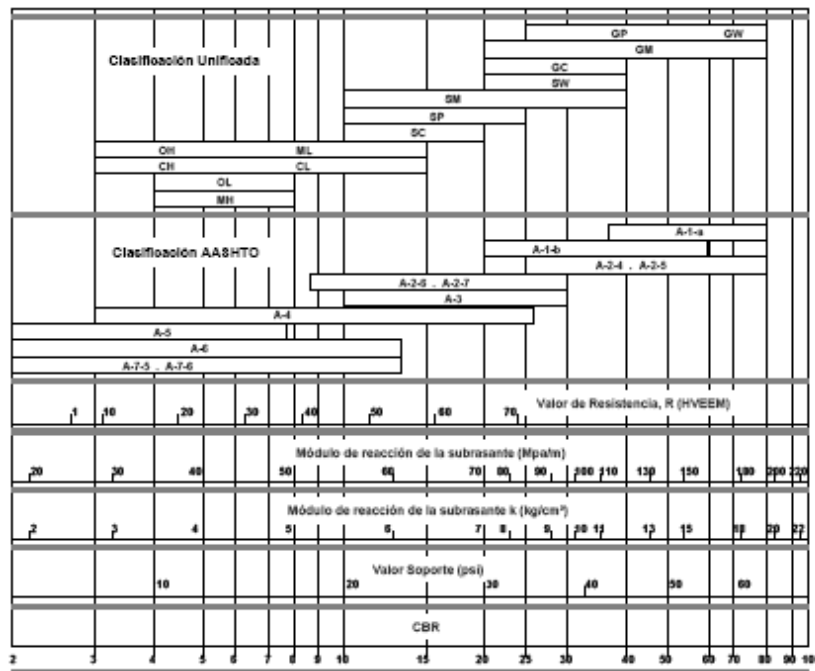 GP GW
Clasificación Unificada
GM
GC
SW
SM
SP
SC
OH ML
CH CL
OL
MH
A-1-a
Clasificación AASHTO
A-1-b
A-2-4 . A-2-5
A-2-6 . A-2-7
A-3
A-4
A-5
A-6
A-7-5 . A-7-6
Valor de Resistencia, R (HVEEM)
1 10 20 30 40 50 60 70
Módulo de reacción de la subrasante (Mpa/m)
20 30 40 50 60 70 80 90 100 110 130 150 200
Módulo de reacción de la subrasante k (kg/cm³)
2 3 4 5 6 7 8 9 10 11 13 15 20 22
Valor Soporte (psi)
10 20 30 40 50 60
CBR
2 3 4 5 6 7 8 9 10 15 20 25 30 40 50 60 70 80 90